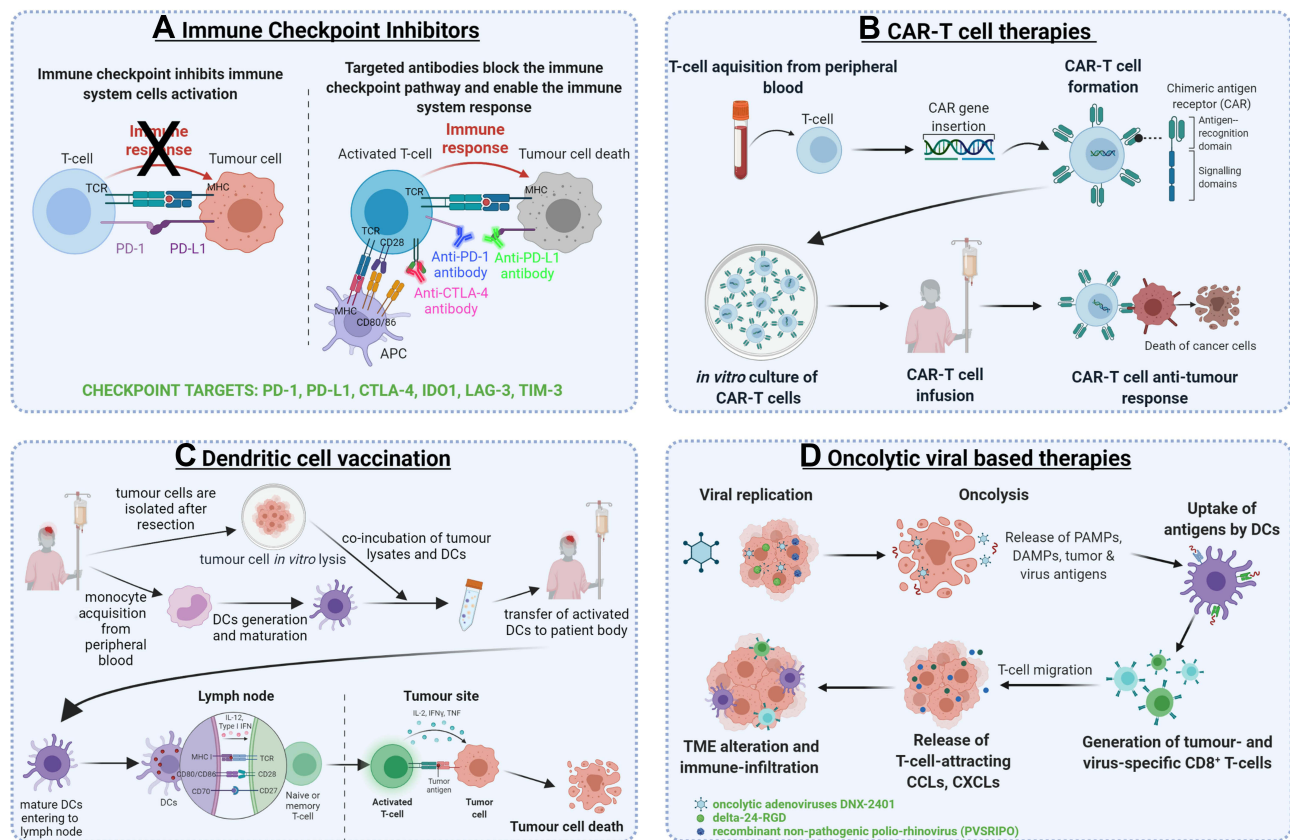 A Immune Checkpoint Inhibitors
Immune checkpoint inhibits immune
system cells activation
Immune
response
T-cell
Tumour cell
TCR
MHC
PD-1
PD-L1
Targeted antibodies block the immune
checkpoint pathway and enable the immune
system response
Immune
response
Activated T-cell
Tumour cell death
TCR
MHC
TCR
CD28
Anti-PD-1
antibody
Anti-PD-L1
antibody
Anti-CTLA-4
antibody
MHC
CD80/86
APC
CHECKPOINT TARGETS: PD-1, PD-L1, CTLA-4, IDO1, LAG-3, TIM-3
B CAR-T cell therapies
T-cell aquisition from peripheral
blood
T-cell
CAR gene
insertion
CAR-T cell
formation
Chimeric antigen
receptor (CAR)
Antigen–
recognition
domain
Signalling
domains
in vitro culture of
CAR-T cells
CAR-T cell
infusion
Death of cancer cells
CAR-T cell anti-tumour
response
C Dendritic cell vaccination
tumour cells are
isolated after
resection
tumour cell in vitro lysis
co-incubation of tumour
lysates and DCs
monocyte
acquisition
from
peripheral
blood
DCs generation
and maturation
transfer of activated
DCs to patient body
Lymph node
IL-12,
Type I IFN
MHC I
TCR
CD80/CD86
CD28
CD70
CD27
DCs
Naive or
memory
T-cell
mature DCs
entering to
lymph node
Tumour site
IL-2, IFNγ, TNF
Tumor
antigen
Activated
T-cell
Tumor
cell
Tumour cell death
D Oncolytic viral based therapies
Viral replication
Oncolysis
Release of PAMPs,
DAMPs, tumor &
virus antigens
Uptake of
antigens by DCs
T-cell migration
TME alteration and
immune-infiltration
Release of
T-cell-attracting
CCLs, CXCLs
Generation of tumour- and
virus-specific CD8⁺ T-cells
oncolytic adenoviruses DNX-2401
delta-24-RGD
recombinant non-pathogenic polio-rhinovirus (PVSRIPO)